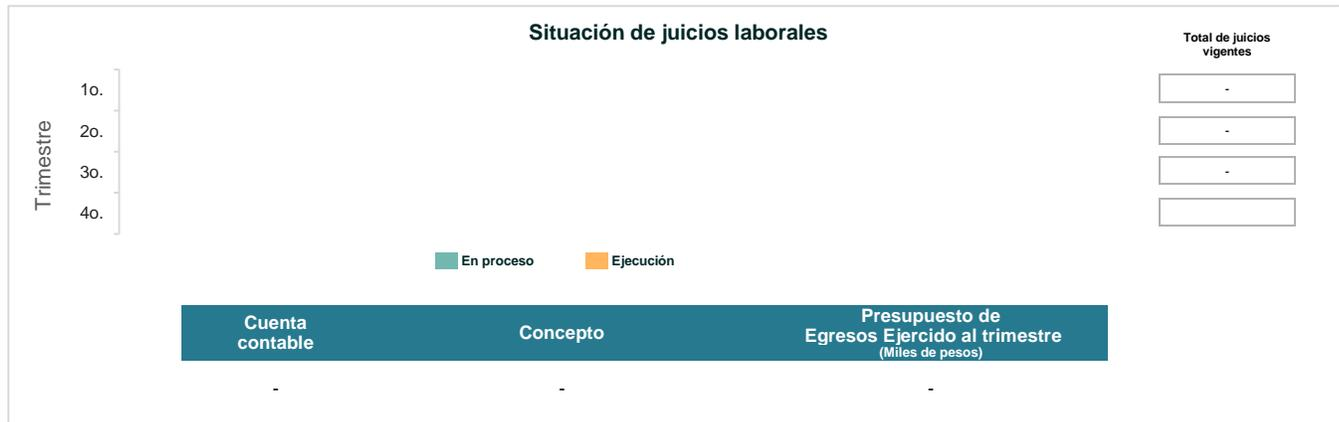 Situación de juicios laborales
Total de juicios
vigentes
Trimestre
1o.
-
2o.
-
3o.
-
4o.
En proceso
Ejecución
Cuenta
contable
Concepto
Presupuesto de
Egresos Ejercido al trimestre
(Miles de pesos)
-
-
-